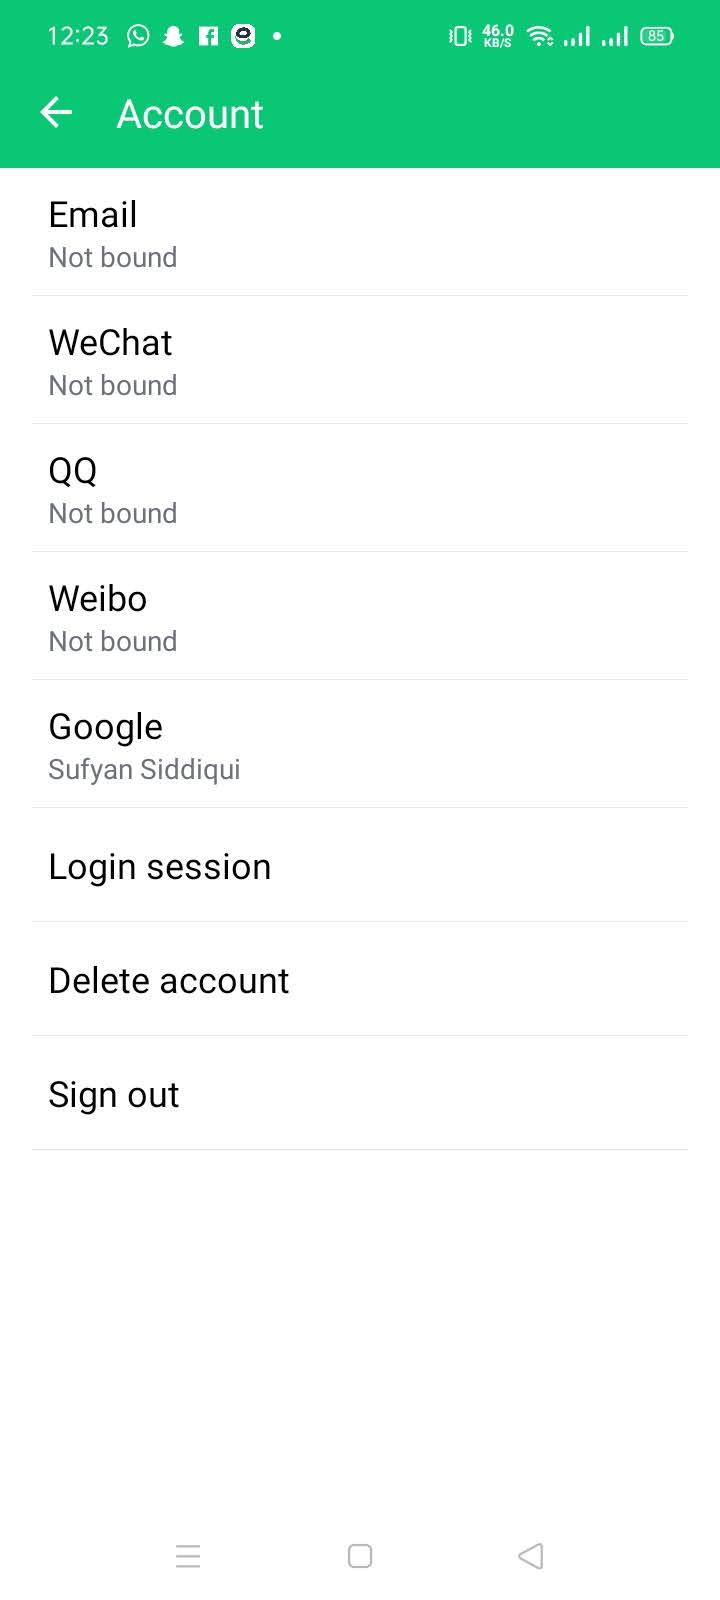 12:23
46.0
KB/S
85
Account
Email
Not bound
WeChat
Not bound
QQ
Not bound
Weibo
Not bound
Google
Sufyan Siddiqui
Login session
Delete account
Sign out